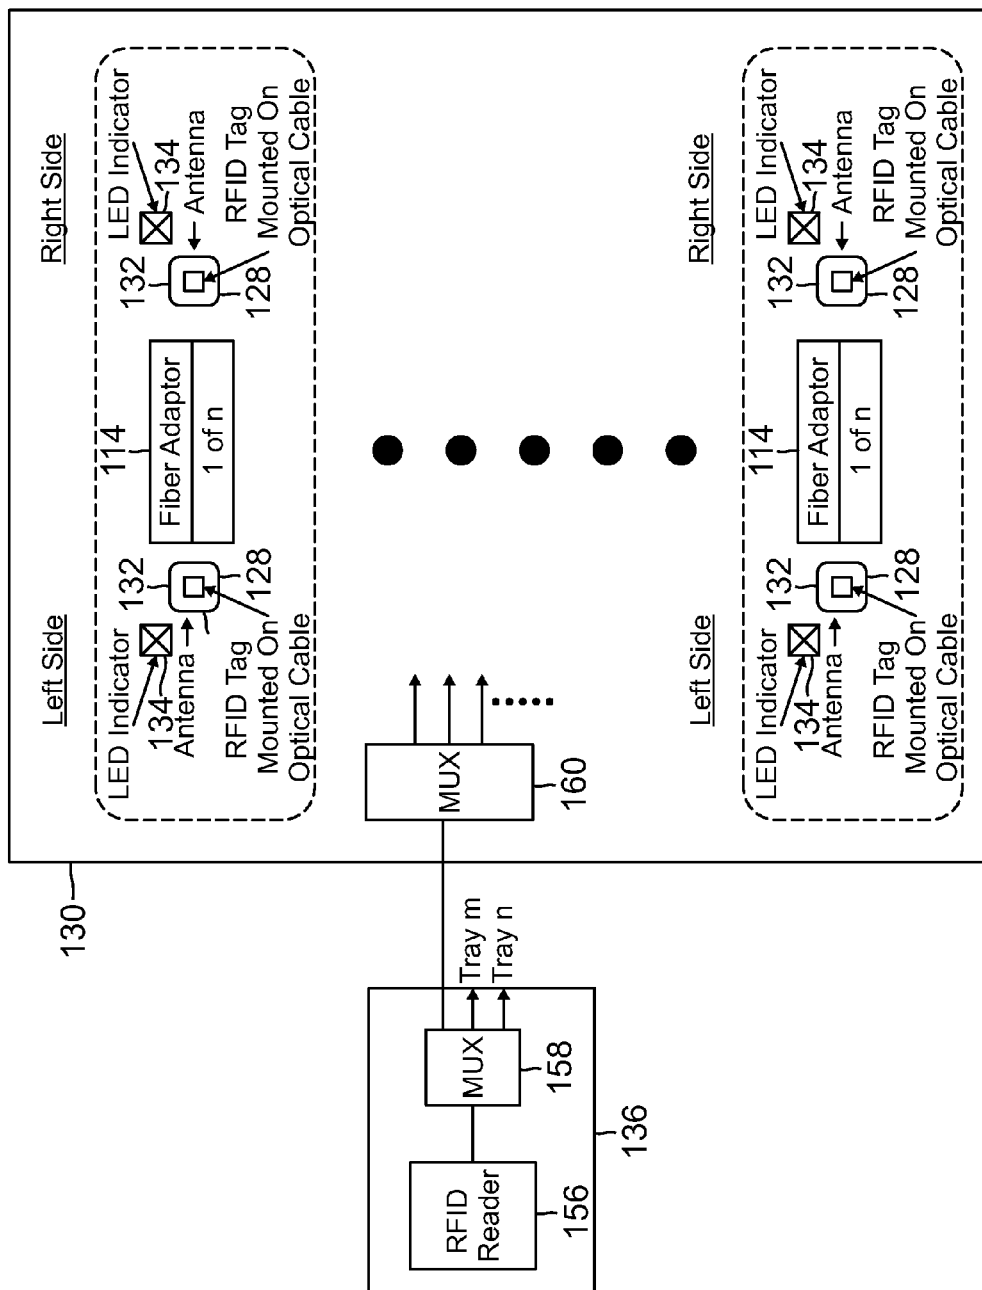 Left Side
Right Side
LED Indicator
134
Antenna
132
128
RFID Tag
Mounted On
Optical Cable
114
Fiber Adaptor
1 of n
132
128
LED Indicator
134
Antenna
RFID Tag
Mounted On
Optical Cable
130
MUX
160
RFID
Reader
156
MUX
158
136
Tray m
Tray n
Left Side
Right Side
LED Indicator
134
Antenna
132
128
RFID Tag
Mounted On
Optical Cable
114
Fiber Adaptor
1 of n
132
128
LED Indicator
134
Antenna
RFID Tag
Mounted On
Optical Cable